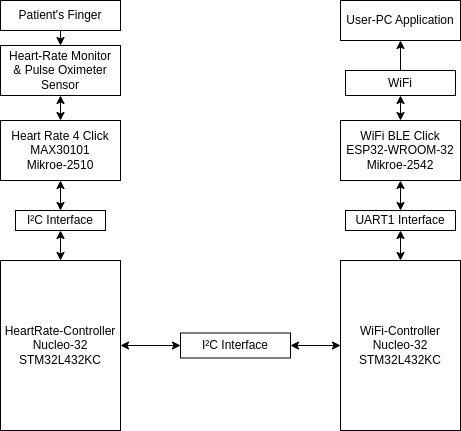 Patient's Finger
Heart-Rate Monitor
& Pulse Oximeter
Sensor
Heart Rate 4 Click
MAX30101
Mikroe-2510
I²C Interface
HeartRate-Controller
Nucleo-32
STM32L432KC
I²C Interface
User-PC Application
WiFi
WiFi BLE Click
ESP32-WROOM-32
Mikroe-2542
UART1 Interface
WiFi-Controller
Nucleo-32
STM32L432KC